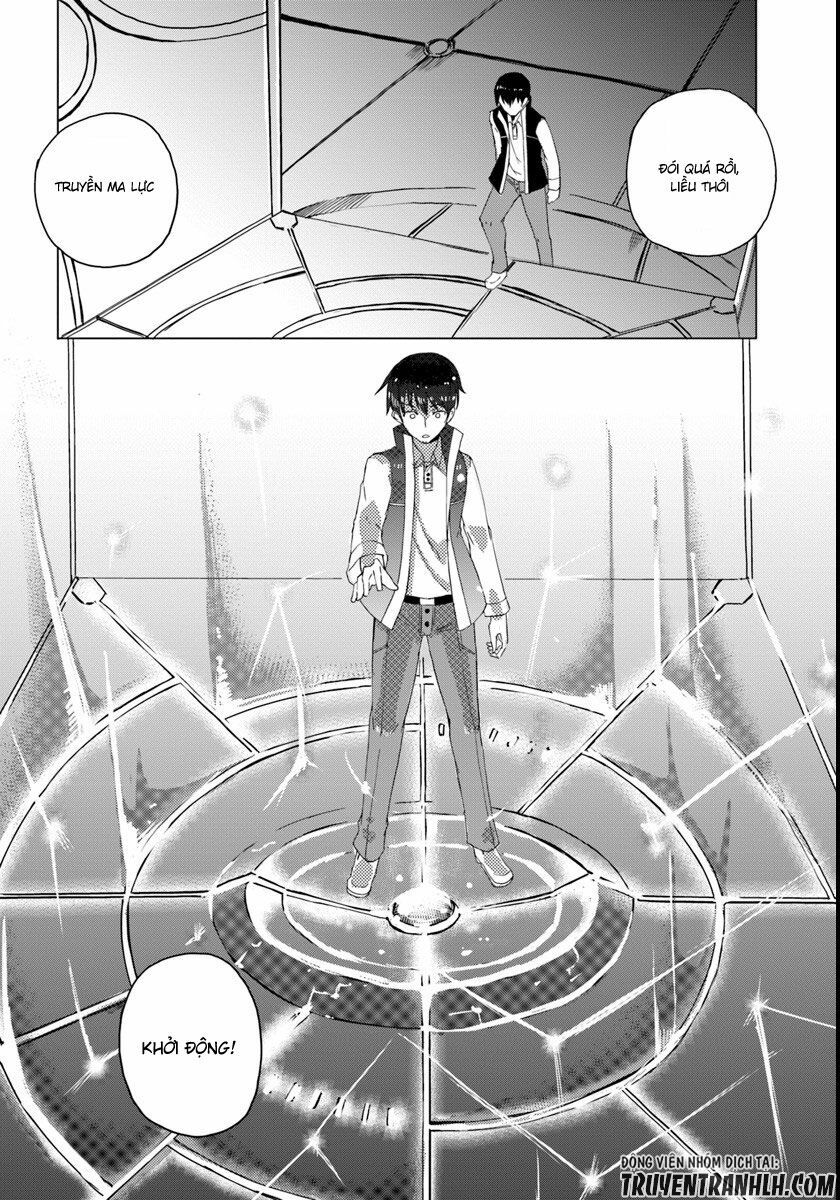 ĐÓI QUÁ RỒI,
LIỀU THÔI
TRUYỀN MA LỰC
KHỞI ĐỘNG!
ĐỘNG VIÊN NHÓM DỊCH TẠI:
TRUYENTRANHLH.COM